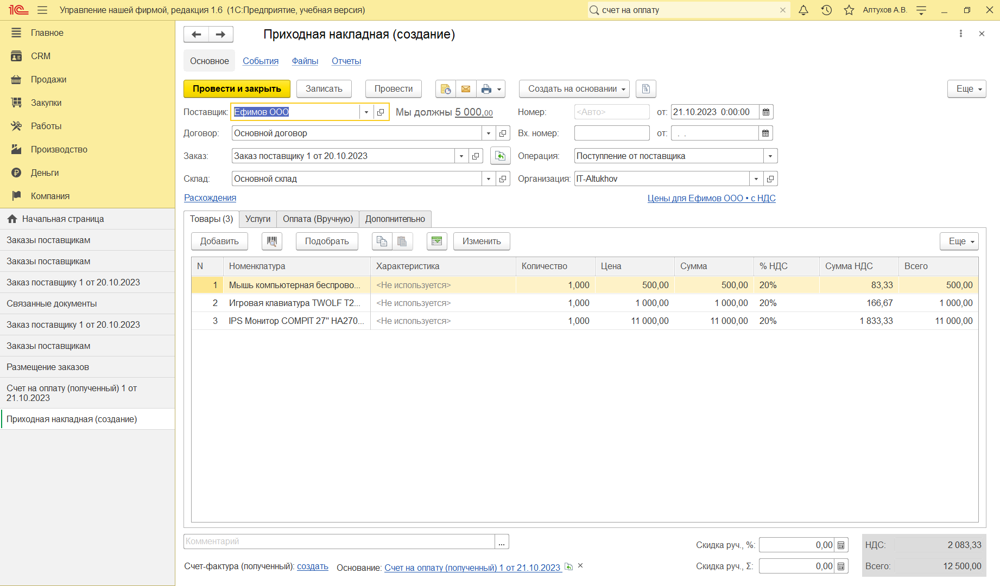 Управление нашей фирмой, редакция 1.6 (1С:Предприятие, учебная версия)
счет на оплату
Алтухов А.В.
Главное
CRM
Продажи
Закупки
Работы
Производство
Деньги
Компания
Начальная страница
Заказы поставщикам
Заказы поставщикам
Заказ поставщику 1 от 20.10.2023
Связанные документы
Заказ поставщику 1 от 20.10.2023
Заказы поставщикам
Размещение заказов
Счет на оплату (полученный) 1 от
21.10.2023
Приходная накладная (создание)
Приходная накладная (создание)
Основное События Файлы Отчеты
Провести и закрыть Записать Провести Создать на основании Еще
Поставщик: Ефимов ООО Мы должны 5 000,00 Номер: <Авто> от: 21.10.2023 0:00:00
Договор: Основной договор Вх. номер: от: . .
Заказ: Заказ поставщику 1 от 20.10.2023 Операция: Поступление от поставщика
Склад: Основной склад Организация: IT-Altukhov
Расхождения Цены для Ефимов ООО • с НДС
Товары (3) Услуги Оплата (Вручную) Дополнительно
Добавить Подобрать Изменить Еще
N Номенклатура Характеристика Количество Цена Сумма % НДС Сумма НДС Всего
1 Мышь компьютерная беспрово... <Не используется> 1,000 500,00 500,00 20% 83,33 500,00
2 Игровая клавиатура TWOLF T2... <Не используется> 1,000 1 000,00 1 000,00 20% 166,67 1 000,00
3 IPS Монитор COMPIT 27" HA270... <Не используется> 1,000 11 000,00 11 000,00 20% 1 833,33 11 000,00
Комментарий ...
Скидка руч., %: 0,00 НДС: 2 083,33
Счет-фактура (полученный): создать Основание: Счет на оплату (полученный) 1 от 21.10.2023
Скидка руч., Σ: 0,00 Всего: 12 500,00